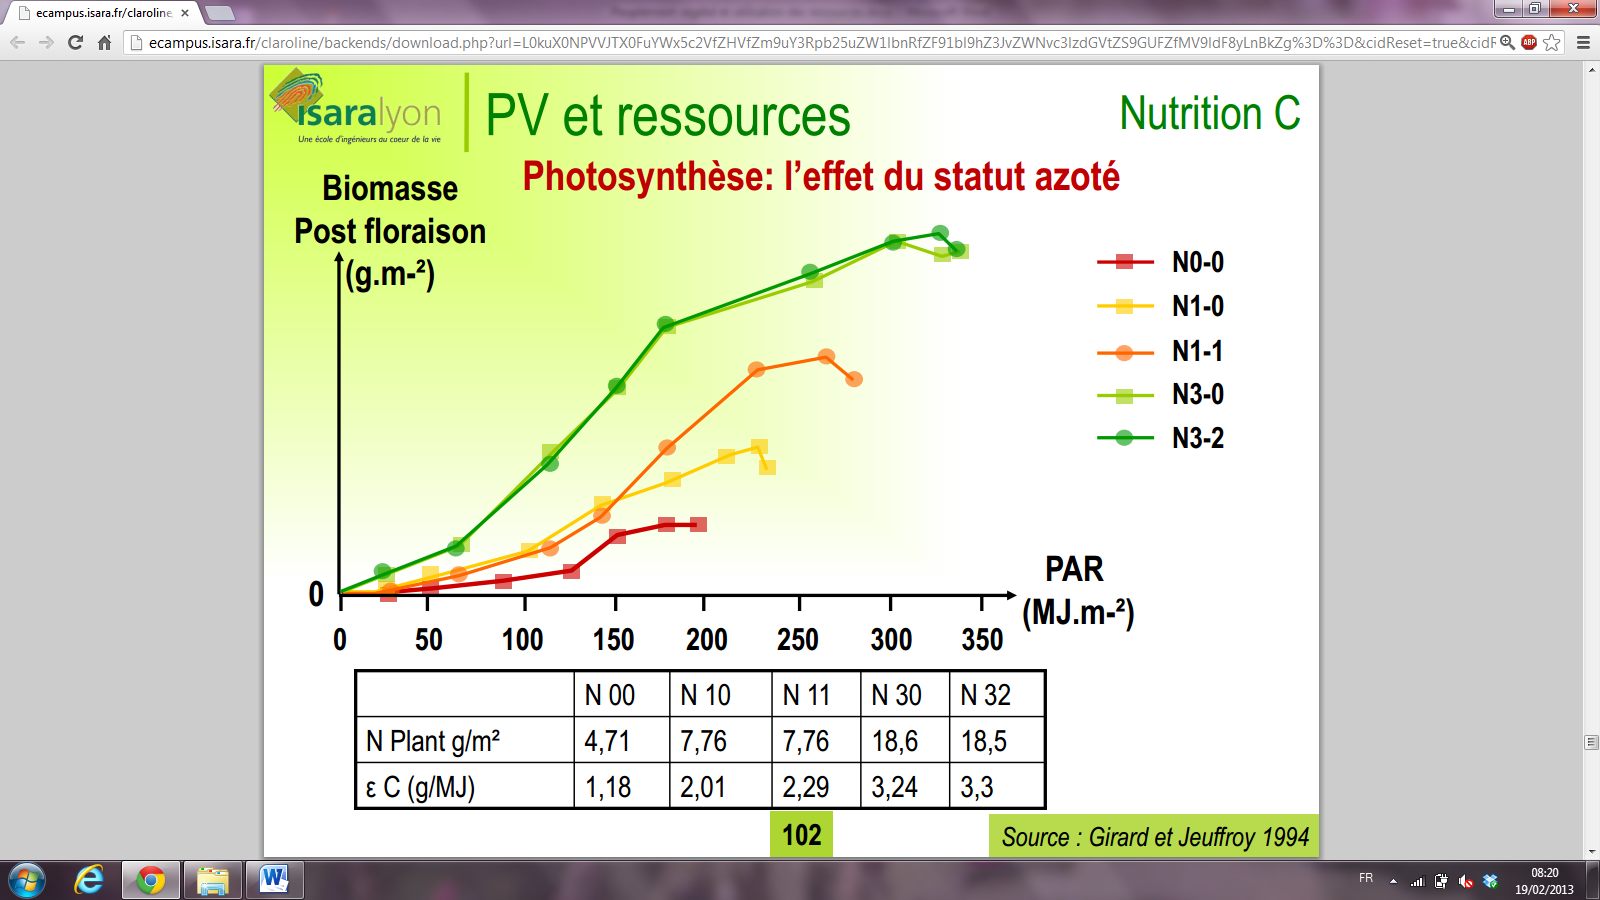 ecampus.isara.fr/claroline
ecampus.isara.fr/claroline/backends/download.php?url=L0kuX0NPVVJTX0FuYWx5c2VfZHVfZm9uY3Rpb25uZW1lbnRfZF91bl9hZ3JvZWNvc3lzdGVtZS9GUFZfMV9IdF8yLnBkZg%3D%3D&cidReset=true&cidF
ABP
isaralyon
Une école d'ingénieurs au coeur de la vie
PV et ressources
Nutrition C
Photosynthèse: l'effet du statut azoté
Biomasse
Post floraison
(g.m-²)
N0-0
N1-0
N1-1
N3-0
N3-2
0
PAR
(MJ.m-²)
0 50 100 150 200 250 300 350
N 00 N 10 N 11 N 30 N 32
N Plant g/m² 4,71 7,76 7,76 18,6 18,5
ε C (g/MJ) 1,18 2,01 2,29 3,24 3,3
102
Source : Girard et Jeuffroy 1994
FR
08:20
19/02/2013